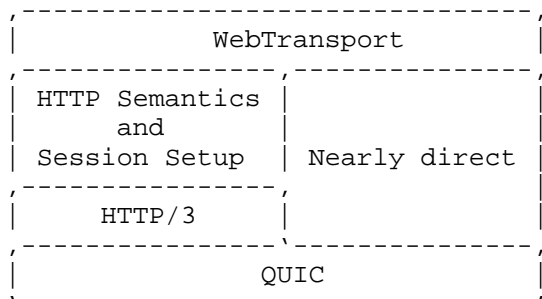 WebTransport
HTTP Semantics
and
Session Setup
Nearly direct
HTTP/3
QUIC